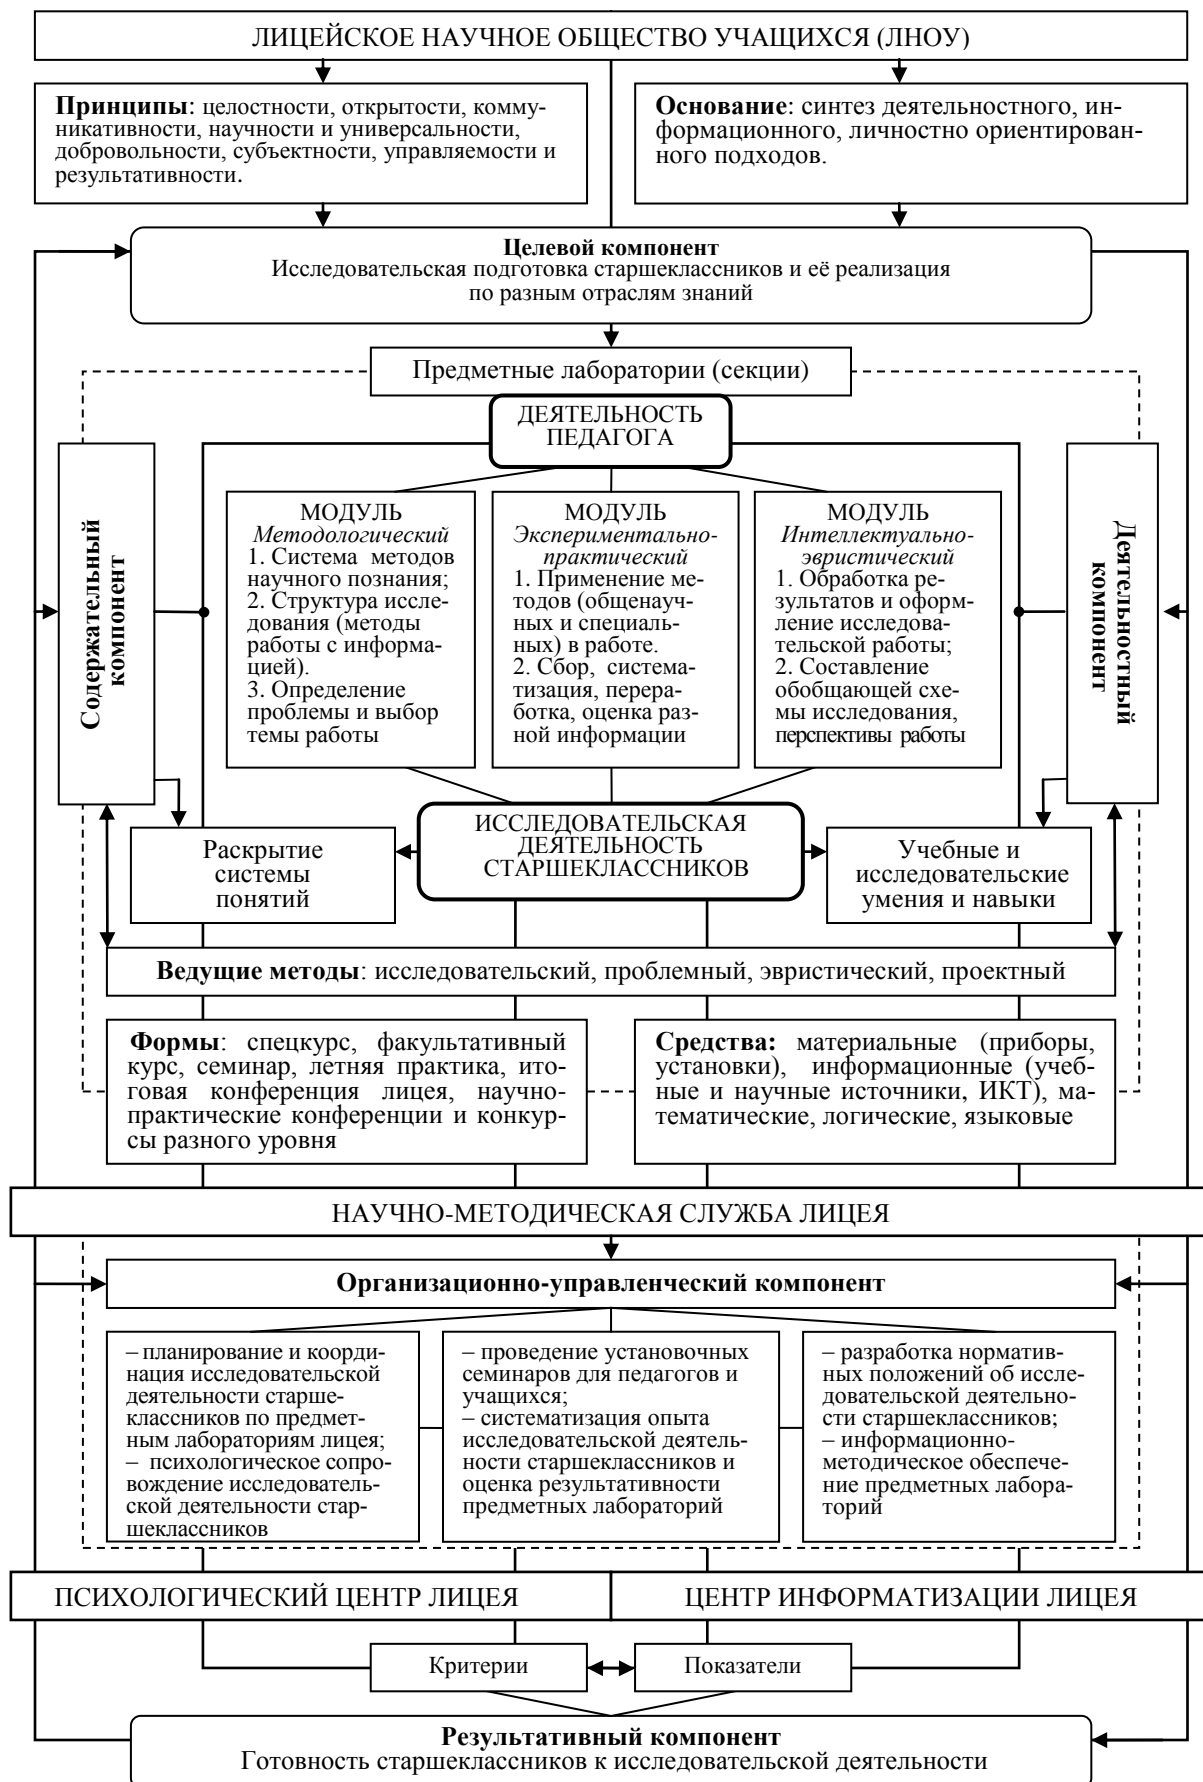 ЛИЦЕЙСКОЕ НАУЧНОЕ ОБЩЕСТВО УЧАЩИХСЯ (ЛНОУ)
Принципы: целостности, открытости, комму-
никативности, научности и универсальности,
добровольности, субъектности, управляемости и
результативности.
Основание: синтез деятельностного, ин-
формационного, личностно ориентирован-
ного подходов.
Целевой компонент
Исследовательская подготовка старшеклассников и её реализация
по разным отраслям знаний
Предметные лаборатории (секции)
ДЕЯТЕЛЬНОСТЬ
ПЕДАГОГА
Содержательный
компонент
МОДУЛЬ
Методологический
1. Система методов
научного познания;
2. Структура иссле-
дования (методы
работы с информа-
цией).
3. Определение
проблемы и выбор
темы работы
МОДУЛЬ
Экспериментально-
практический
1. Применение ме-
тодов (общенауч-
ных и специаль-
ных) в работе.
2. Сбор, система-
тизация, перера-
ботка, оценка раз-
ной информации
МОДУЛЬ
Интеллектуально-
эвристический
1. Обработка ре-
зультатов и оформ-
ление исследова-
тельской работы;
2. Составление
обобщающей схе-
мы исследования,
перспективы работы
Деятельностный
компонент
Раскрытие
системы
понятий
ИССЛЕДОВАТЕЛЬСКАЯ
ДЕЯТЕЛЬНОСТЬ
СТАРШЕКЛАССНИКОВ
Учебные и
исследовательские
умения и навыки
Ведущие методы: исследовательский, проблемный, эвристический, проектный
Формы: спецкурс, факультативный
курс, семинар, летняя практика, ито-
говая конференция лицея, научно-
практические конференции и конкур-
сы разного уровня
Средства: материальные (приборы,
установки), информационные (учеб-
ные и научные источники, ИКТ), ма-
тематические, логические, языковые
НАУЧНО-МЕТОДИЧЕСКАЯ СЛУЖБА ЛИЦЕЯ
Организационно-управленческий компонент
– планирование и коорди-
нация исследовательской
деятельности старше-
классников по предмет-
ным лабораториям лицея;
– психологическое сопро-
вождение исследователь-
ской деятельности стар-
шеклассников
– проведение установочных
семинаров для педагогов и
учащихся;
– систематизация опыта
исследовательской деятель-
ности старшеклассников и
оценка результативности
предметных лабораторий
– разработка норматив-
ных положений об иссле-
довательской деятельно-
сти старшеклассников;
– информационно-
методическое обеспече-
ние предметных лабора-
торий
ПСИХОЛОГИЧЕСКИЙ ЦЕНТР ЛИЦЕЯ
ЦЕНТР ИНФОРМАТИЗАЦИИ ЛИЦЕЯ
Критерии
Показатели
Результативный компонент
Готовность старшеклассников к исследовательской деятельности